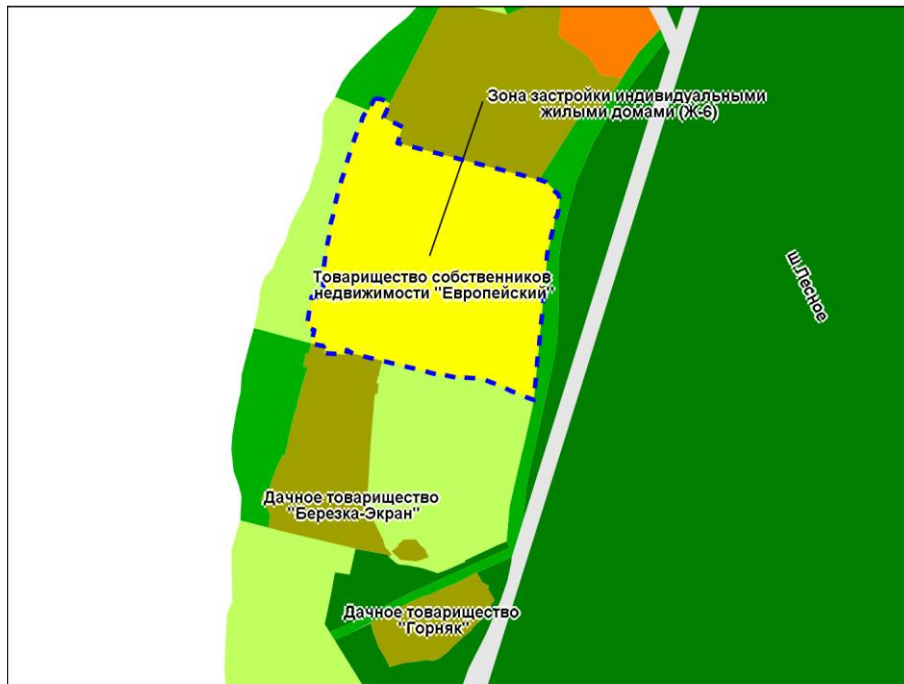 Зона застройки индивидуальными
жилыми домами (Ж-6)
Товарищество собственников
недвижимости "Европейский"
ш Лесное
Дачное товарищество
"Березка-Экран"
Дачное товарищество
"Горняк"